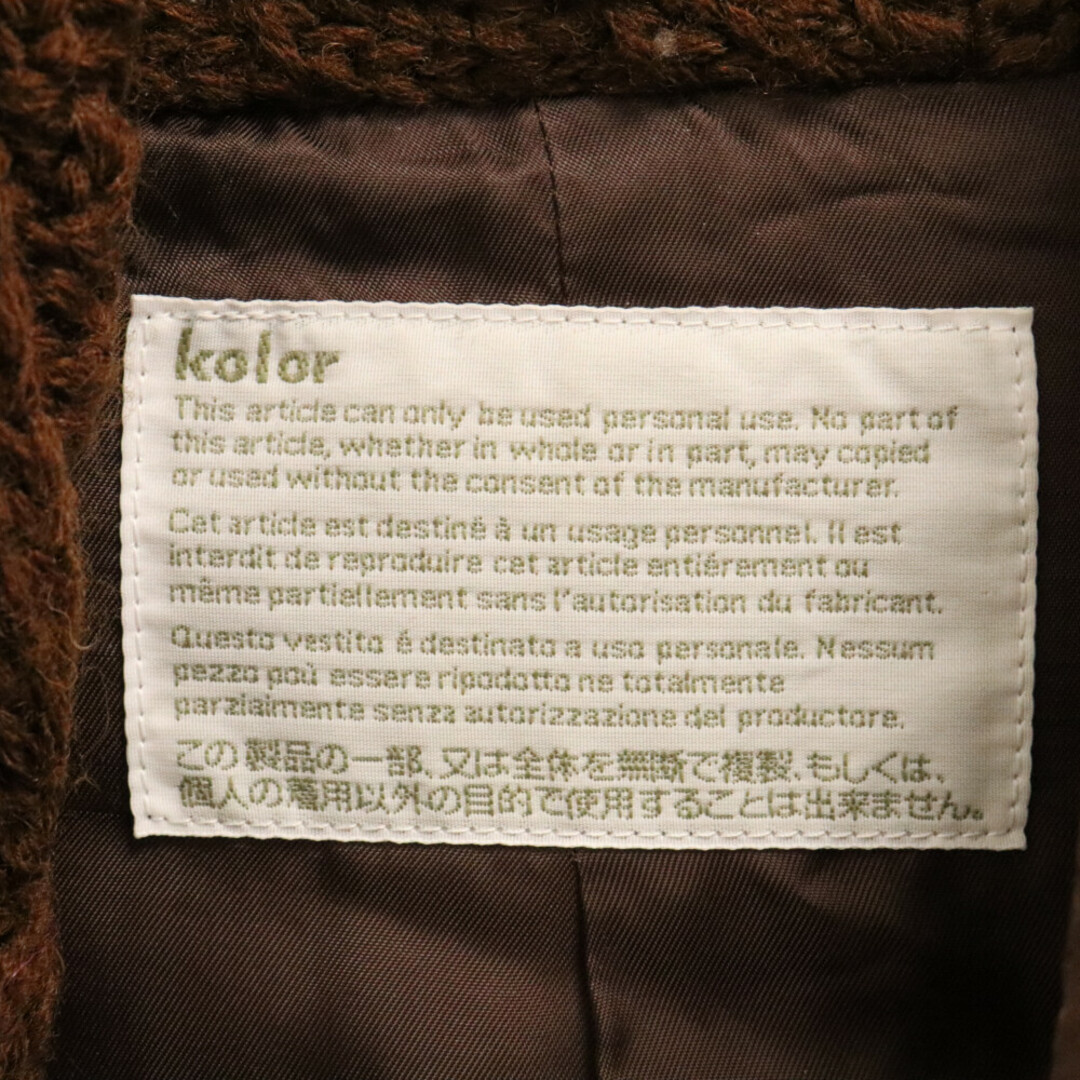 kolor
This article can only be used personal use. No part of
this article, whether in whole or in part, may copied
or used without the consent of the manufacturer.
Cet article est destiné à un usage personnel. Il est
interdit de reproduire cet article entiérement ou
même partiellement sans l'autorisation du fabricant.
Questo vestito é destinato a uso personale. Nessum
pezzo poù essere ripodotto ne totalmente
parzialmente senza autorizzazione del productore.
この製品の一部、又は全体を無断で複製、もしくは、
個人の着用以外の目的で使用することは出来ません。